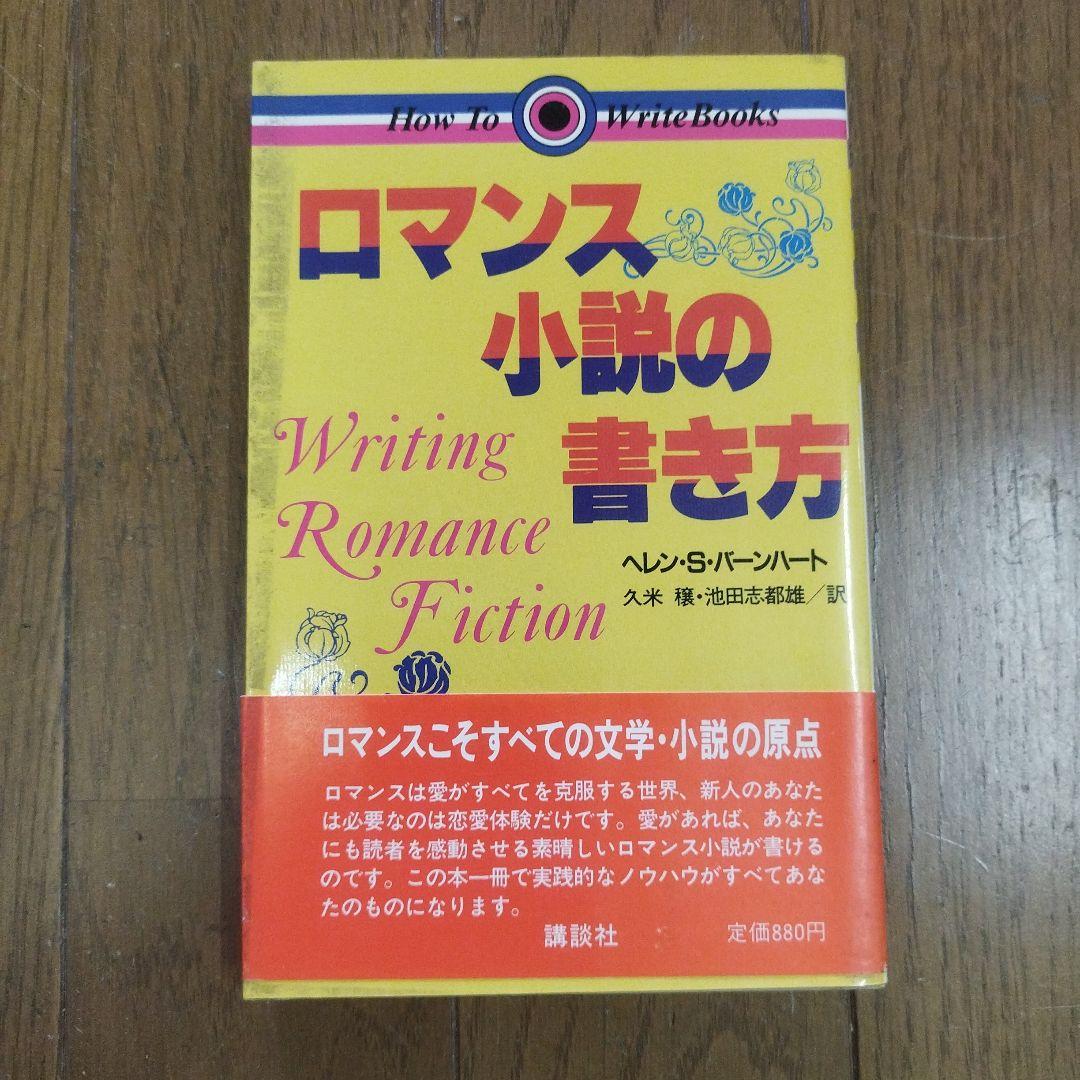 How To WriteBooks
ロマンス
小説の
書き方
Writing
Romance
Fiction
ヘレン・S・バーンハート
久米 穣・池田志都雄／訳
ロマンスこそすべての文学・小説の原点
ロマンスは愛がすべてを克服する世界、新人のあなた
は必要なのは恋愛体験だけです。愛があれば、あなた
にも読者を感動させる素晴しいロマンス小説が書ける
のです。この本一冊で実践的なノウハウがすべてあな
たのものになります。
講談社 定価880円